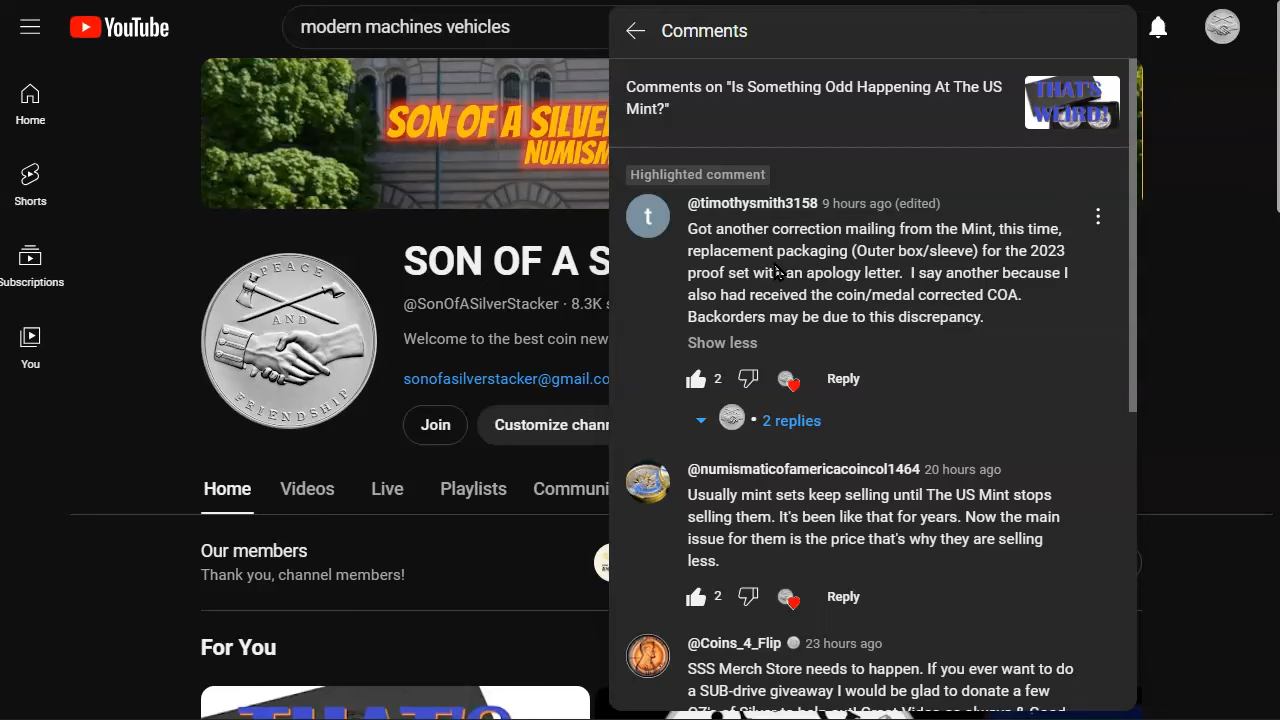 YouTube
modern machines vehicles
Home
Shorts
Subscriptions
You
SON OF A SILVE
NUMISM
PEACE
AND
FRIENDSHIP
SON OF A S
@SonOfASilverStacker · 8.3K s
Welcome to the best coin new
sonofasilverstacker@gmail.co
Join
Customize chann
Home
Videos
Live
Playlists
Communi
Our members
Thank you, channel members!
For You
THAT'S
Comments
Comments on "Is Something Odd Happening At The US
Mint?"
THAT'S
WEIRD!
Highlighted comment
t
@timothysmith3158 9 hours ago (edited)
Got another correction mailing from the Mint, this time,
replacement packaging (Outer box/sleeve) for the 2023
proof set with an apology letter. I say another because I
also had received the coin/medal corrected COA.
Backorders may be due to this discrepancy.
Show less
2
Reply
• 2 replies
@numismaticofamericacoincol1464 20 hours ago
Usually mint sets keep selling until The US Mint stops
selling them. It's been like that for years. Now the main
issue for them is the price that's why they are selling
less.
2
Reply
@Coins_4_Flip 23 hours ago
SSS Merch Store needs to happen. If you ever want to do
a SUB-drive giveaway I would be glad to donate a few